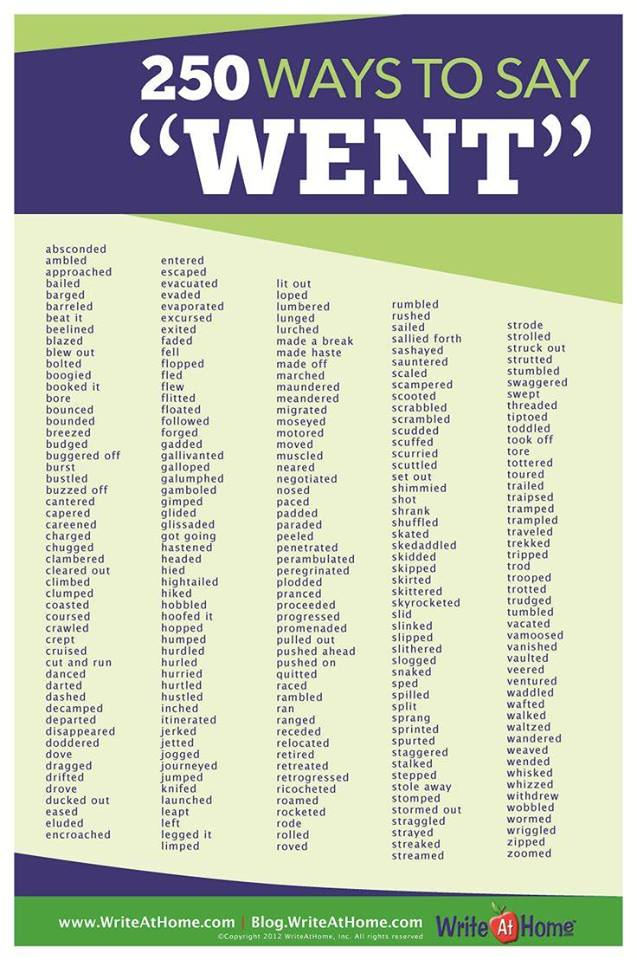 250 WAYS TO SAY
“WENT”
absconded
ambled
approached
bailed
barged
barreled
beat it
beelined
blazed
blew out
bolted
boogied
booked it
bore
bounced
bounded
breezed
budged
buggered off
burst
bustled
buzzed off
cantered
capered
careened
charged
chugged
clambered
cleared out
climbed
clumped
coasted
coursed
crawled
crept
cruised
cut and run
danced
darted
dashed
decamped
departed
disappeared
doddered
dove
dragged
drifted
drove
ducked out
eased
eluded
encroached
entered
escaped
evacuated
evaded
evaporated
excursed
exited
faded
fell
flopped
fled
flew
flitted
floated
followed
forged
gadded
gallivanted
galloped
galumphed
gamboled
gimped
glided
glissaded
got going
hastened
headed
hied
hightailed
hiked
hobbled
hoofed it
hopped
humped
hurdled
hurled
hurried
hurtled
hustled
inched
itinerated
jerked
jetted
jogged
journeyed
jumped
knifed
launched
leapt
left
legged it
limped
lit out
loped
lumbered
lunged
lurched
made a break
made haste
made off
marched
maundered
meandered
migrated
moseyed
motored
moved
muscled
neared
negotiated
nosed
paced
padded
paraded
peeled
penetrated
perambulated
peregrinated
plodded
pranced
proceeded
progressed
promenaded
pulled out
pushed ahead
pushed on
quitted
raced
rambled
ran
ranged
receded
relocated
retired
retreated
retrogressed
ricocheted
roamed
rocketed
rode
rolled
roved
rumbled
rushed
sailed
sallied forth
sashayed
sauntered
scaled
scampered
scooted
scrabbled
scrambled
scudded
scuffed
scurried
scuttled
set out
shimmied
shot
shrank
shuffled
skated
skedaddled
skidded
skipped
skirted
skittered
skyrocketed
slid
slinked
slipped
slithered
slogged
snaked
sped
spilled
split
sprang
sprinted
spurted
staggered
stalked
stepped
stole away
stomped
stormed out
straggled
strayed
streaked
streamed
strode
strolled
struck out
strutted
stumbled
swaggered
swept
threaded
tiptoed
toddled
took off
tore
tottered
toured
trailed
traipsed
tramped
trampled
traveled
trekked
tripped
trod
trooped
trotted
trudged
tumbled
vacated
vamoosed
vanished
vaulted
veered
ventured
waddled
wafted
walked
waltzed
wandered
weaved
wended
whisked
whizzed
withdrew
wobbled
wormed
wriggled
zipped
zoomed
www.WriteAtHome.com | Blog.WriteAtHome.com
©Copyright 2012 WriteAtHome, Inc. All rights reserved
Write At Home